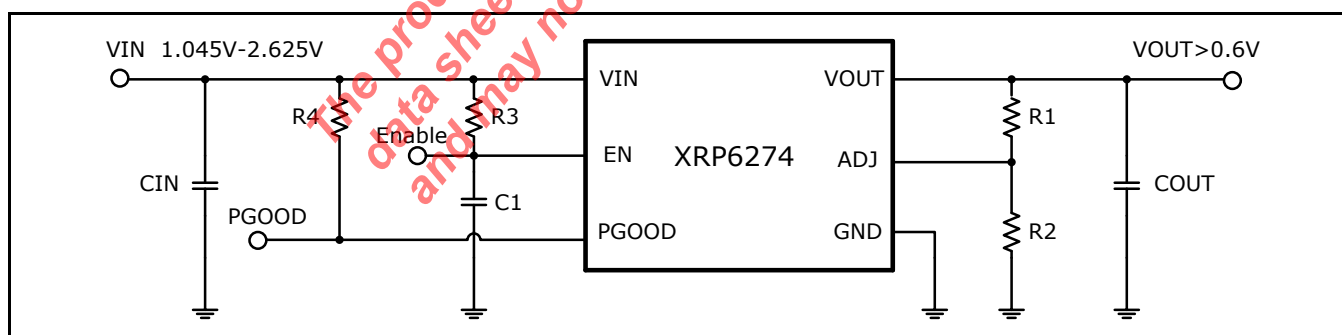 VIN 1.045V-2.625V
VOUT>0.6V
VIN
VOUT
R4
R3
R1
Enable
EN
XRP6274
ADJ
CIN
C1
COUT
PGOOD
PGOOD
GND
R2
The
data shee
and may no